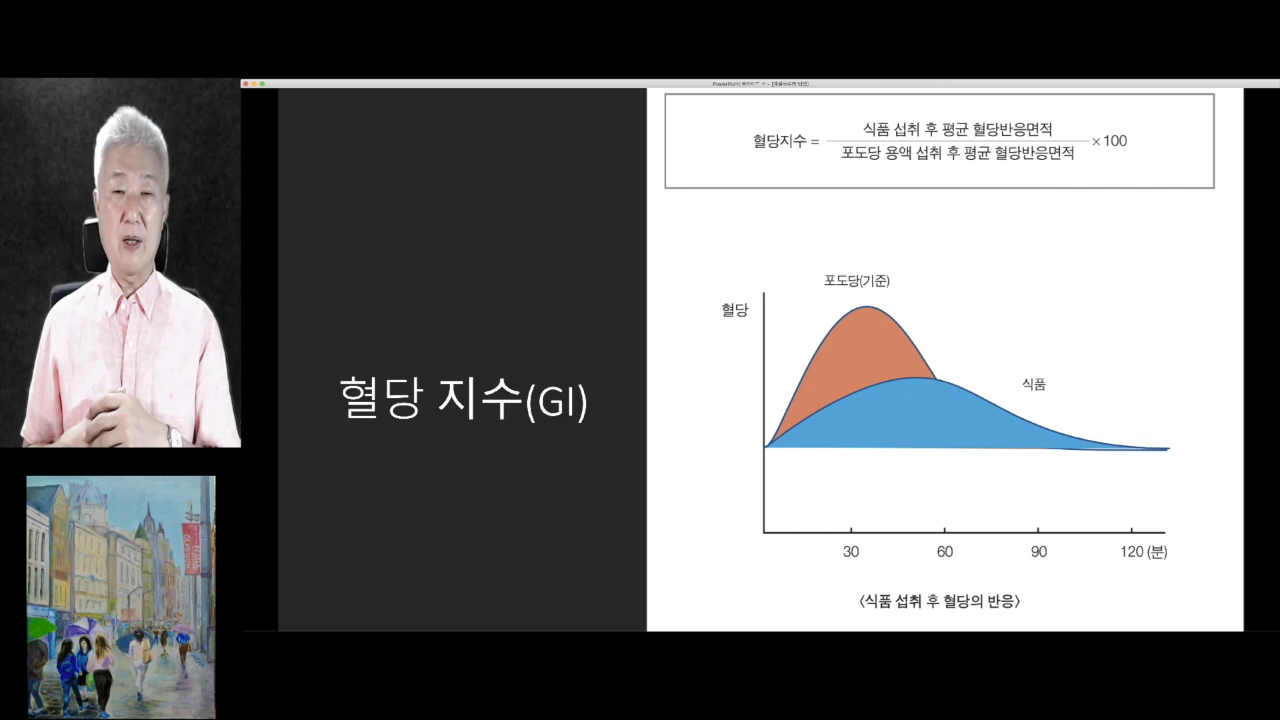 혈당지수 = 식품 섭취 후 평균 혈당반응면적
포도당 용액 섭취 후 평균 혈당반응면적 × 100
혈당 지수(GI)
포도당(기준)
혈당
식품
30 60 90 120 (분)
〈식품 섭취 후 혈당의 반응〉